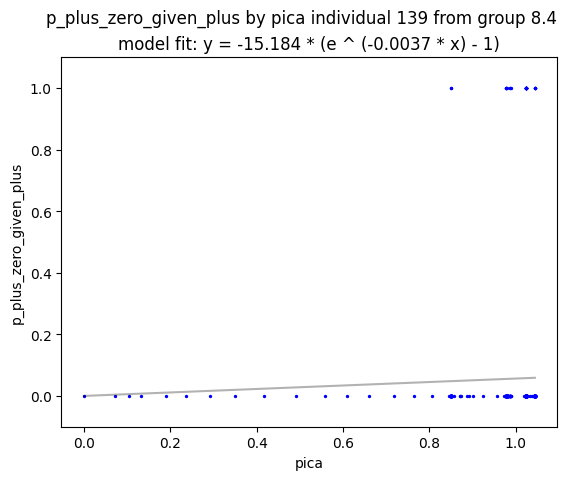 p_plus_zero_given_plus by pica individual 139 from group 8.4
model fit: y = -15.184 * (e ^ (-0.0037 * x) - 1)
p_plus_zero_given_plus
1.0
0.8
0.6
0.4
0.2
0.0
0.0 0.2 0.4 0.6 0.8 1.0
pica